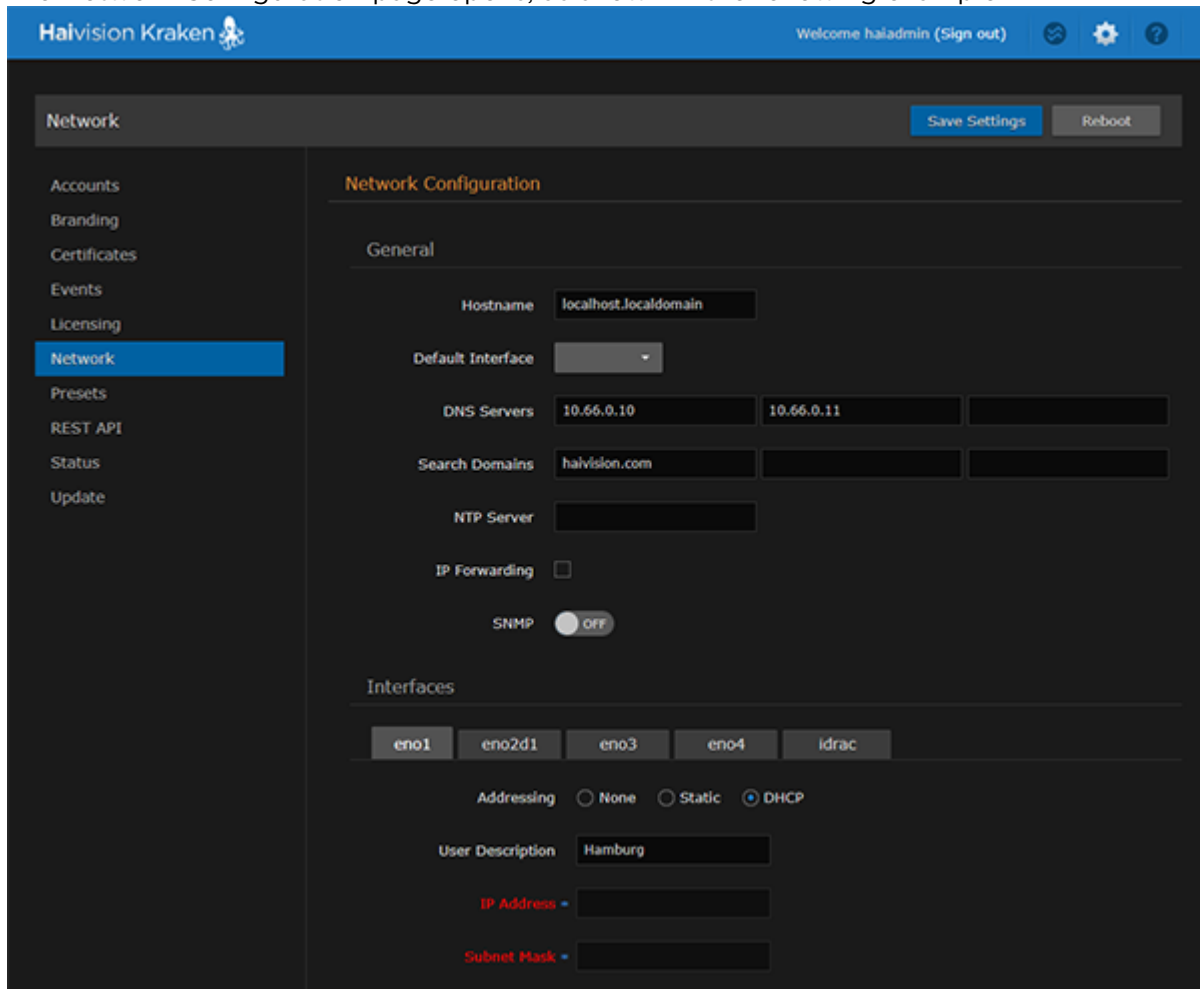 Haivision Kraken Welcome haiadmin (Sign out)
Network Save Settings Reboot
Accounts
Branding
Certificates
Events
Licensing
Network
Presets
REST API
Status
Update
Network Configuration
General
Hostname localhost.localdomain
Default Interface
DNS Servers 10.66.0.10 10.66.0.11
Search Domains haivision.com
NTP Server
IP Forwarding
SNMP OFF
Interfaces
eno1 eno2d1 eno3 eno4 idrac
Addressing None Static DHCP
User Description Hamburg
IP Address
Subnet Mask